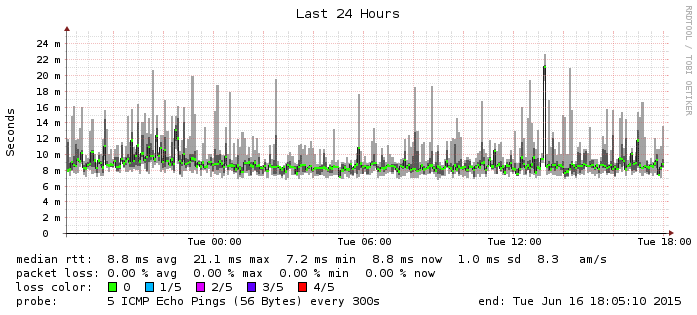 Last 24 Hours
RRDTOOL / TOBI OETIKER
Seconds
24 m
22 m
20 m
18 m
16 m
14 m
12 m
10 m
8 m
6 m
4 m
2 m
0
Tue 00:00 Tue 06:00 Tue 12:00 Tue 18:00
median rtt: 8.8 ms avg 21.1 ms max 7.2 ms min 8.8 ms now 1.0 ms sd 8.3 am/s
packet loss: 0.00 % avg 0.00 % max 0.00 % min 0.00 % now
loss color: 0 1/5 2/5 3/5 4/5
probe: 5 ICMP Echo Pings (56 Bytes) every 300s end: Tue Jun 16 18:05:10 2015